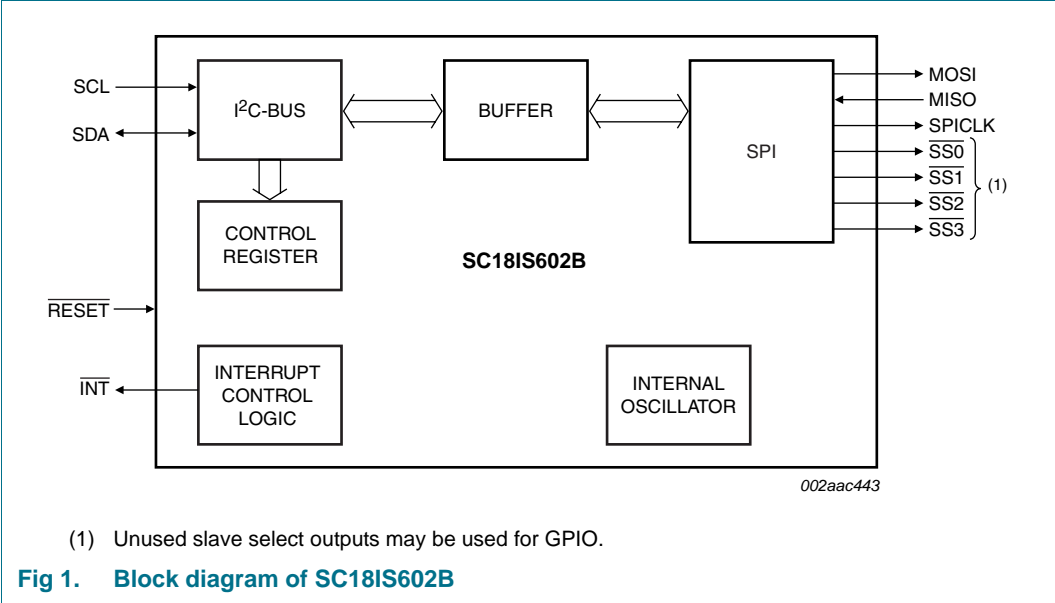 SCL
SDA
I²C-BUS
BUFFER
SPI
MOSI
MISO
SPICLK
SS0
SS1
SS2
SS3
(1)
CONTROL
REGISTER
SC18IS602B
RESET
INT
INTERRUPT
CONTROL
LOGIC
INTERNAL
OSCILLATOR
002aac443
(1) Unused slave select outputs may be used for GPIO.
Fig 1. Block diagram of SC18IS602B